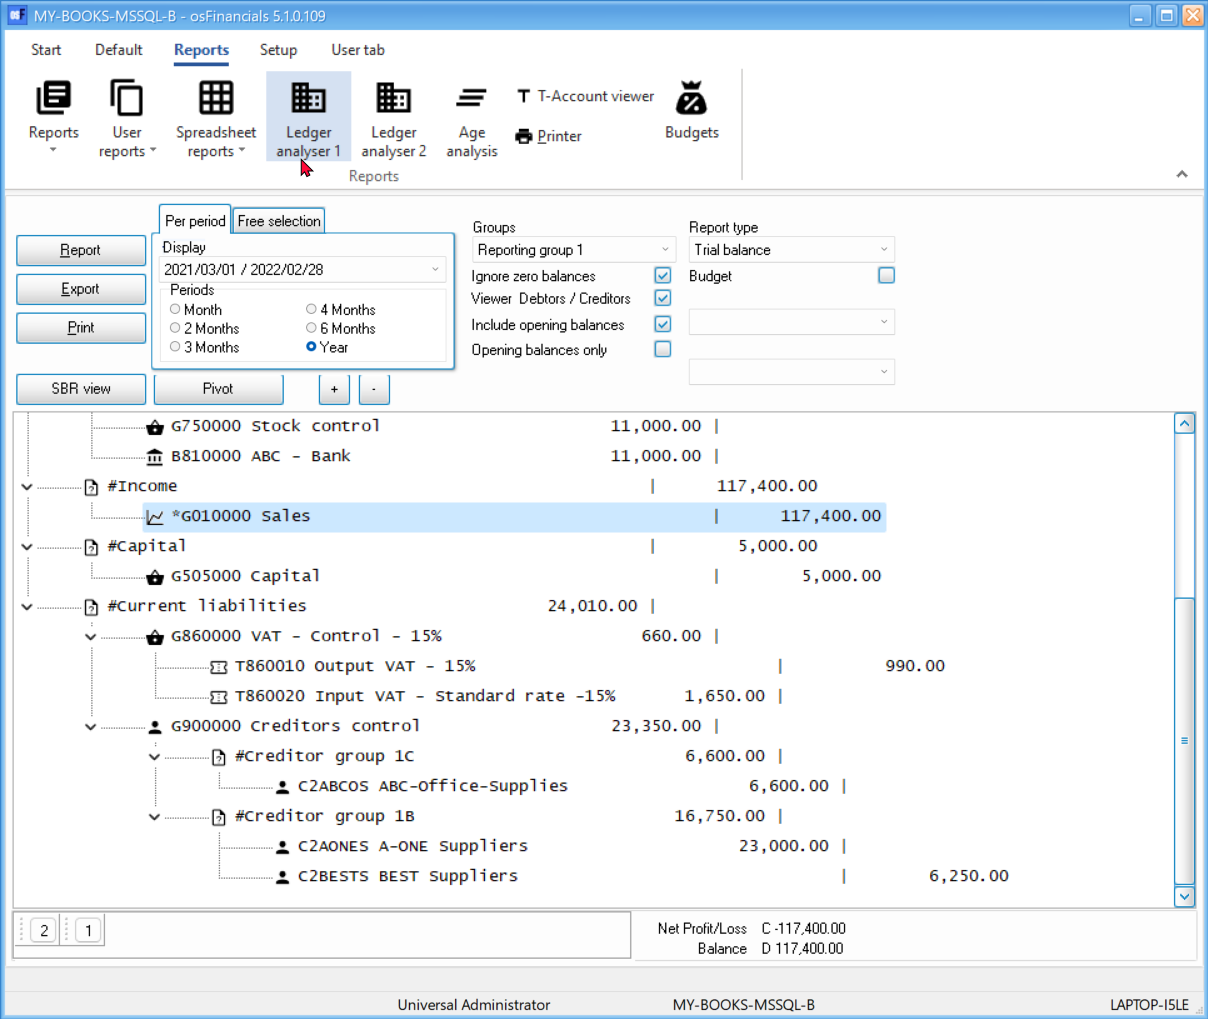 MY-BOOKS-MSSQL-B - osFinancials 5.1.0.109
Start Default Reports Setup User tab
Reports User reports Spreadsheet reports Ledger analyser 1 Ledger analyser 2 Age analysis T-Account viewer Printer Budgets
Reports
Per period Free selection
Report
Export
Print
Display
2021/03/01 / 2022/02/28
Periods
Month 4 Months
2 Months 6 Months
3 Months Year
Groups
Reporting group 1
Ignore zero balances
Viewer Debtors / Creditors
Include opening balances
Opening balances only
Report type
Trial balance
Budget
SBR view Pivot + -
G750000 Stock control 11,000.00 |
B810000 ABC - Bank 11,000.00 |
#Income | 117,400.00
*G010000 Sales | 117,400.00
#Capital | 5,000.00
G505000 Capital | 5,000.00
#Current liabilities 24,010.00 |
G860000 VAT - Control - 15% 660.00 |
T860010 Output VAT - 15% | 990.00
T860020 Input VAT - Standard rate -15% 1,650.00 |
G900000 Creditors control 23,350.00 |
#Creditor group 1C 6,600.00 |
C2ABCOS ABC-Office-Supplies 6,600.00 |
#Creditor group 1B 16,750.00 |
C2AONES A-ONE Suppliers 23,000.00 |
C2BESTS BEST Suppliers | 6,250.00
2 1
Net Profit/Loss C -117,400.00
Balance D 117,400.00
Universal Administrator MY-BOOKS-MSSQL-B LAPTOP-I5LE